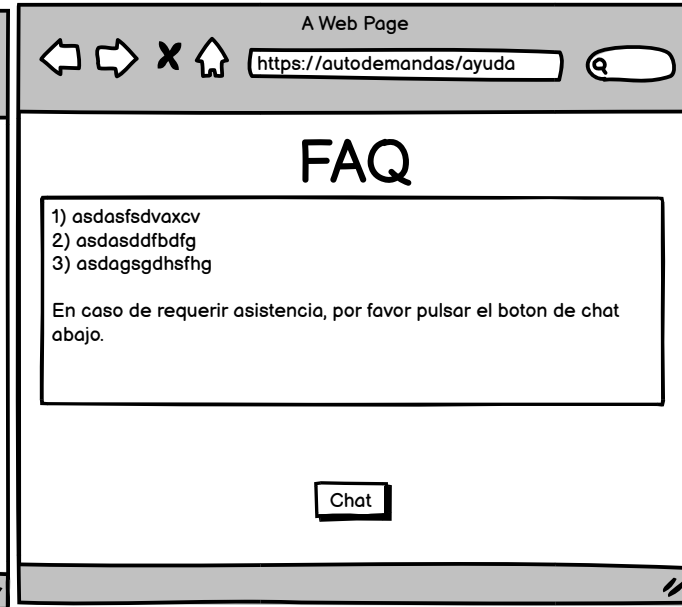 A Web Page
https://autodemandas/ayuda
FAQ
1) asdasfsdvaxcv
2) asdasddfbdfg
3) asdagsgdhsfhg
En caso de requerir asistencia, por favor pulsar el boton de chat
abajo.
Chat